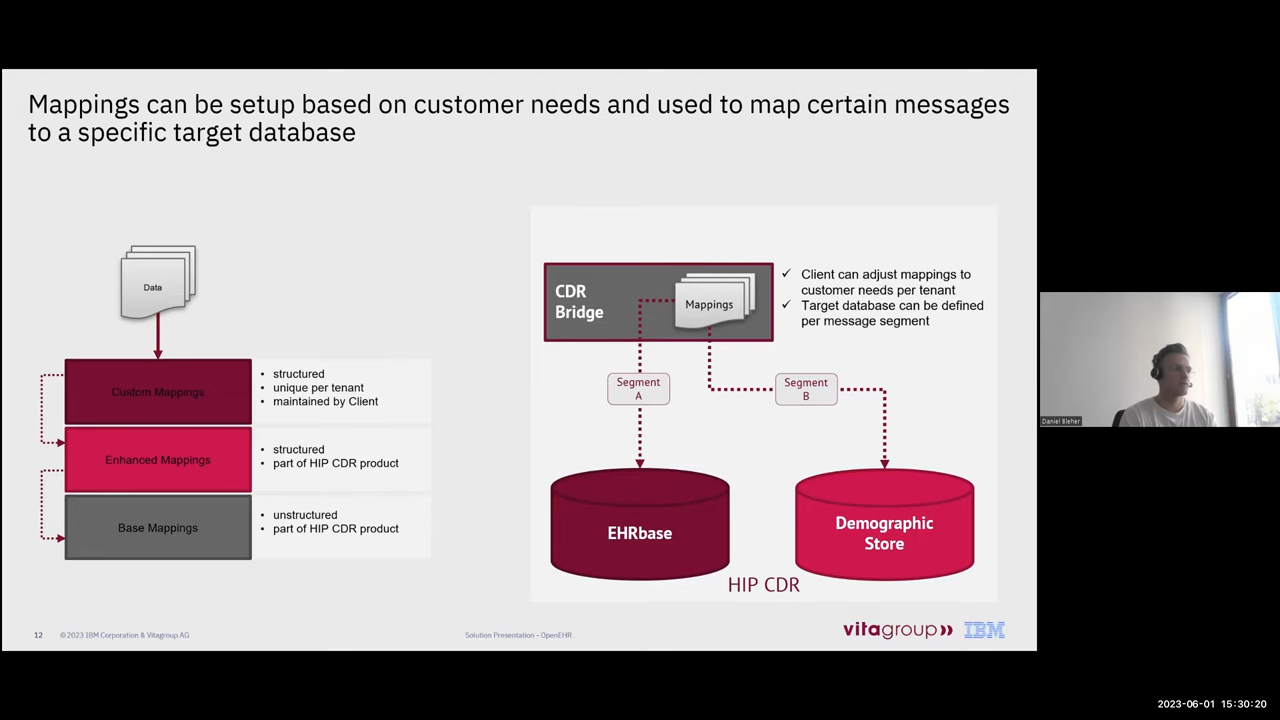 Mappings can be setup based on customer needs and used to map certain messages
to a specific target database
Data
Custom Mappings
• structured
• unique per tenant
• maintained by Client
Enhanced Mappings
• structured
• part of HIP CDR product
Base Mappings
• unstructured
• part of HIP CDR product
CDR
Bridge
Mappings
✓ Client can adjust mappings to
customer needs per tenant
✓ Target database can be defined
per message segment
Segment
A
Segment
B
EHRbase
Demographic
Store
HIP CDR
12
© 2023 IBM Corporation & Vitagroup AG
Solution Presentation - OpenEHR
vitagroup
IBM
Daniel Bleher
2023-06-01 15:30:20